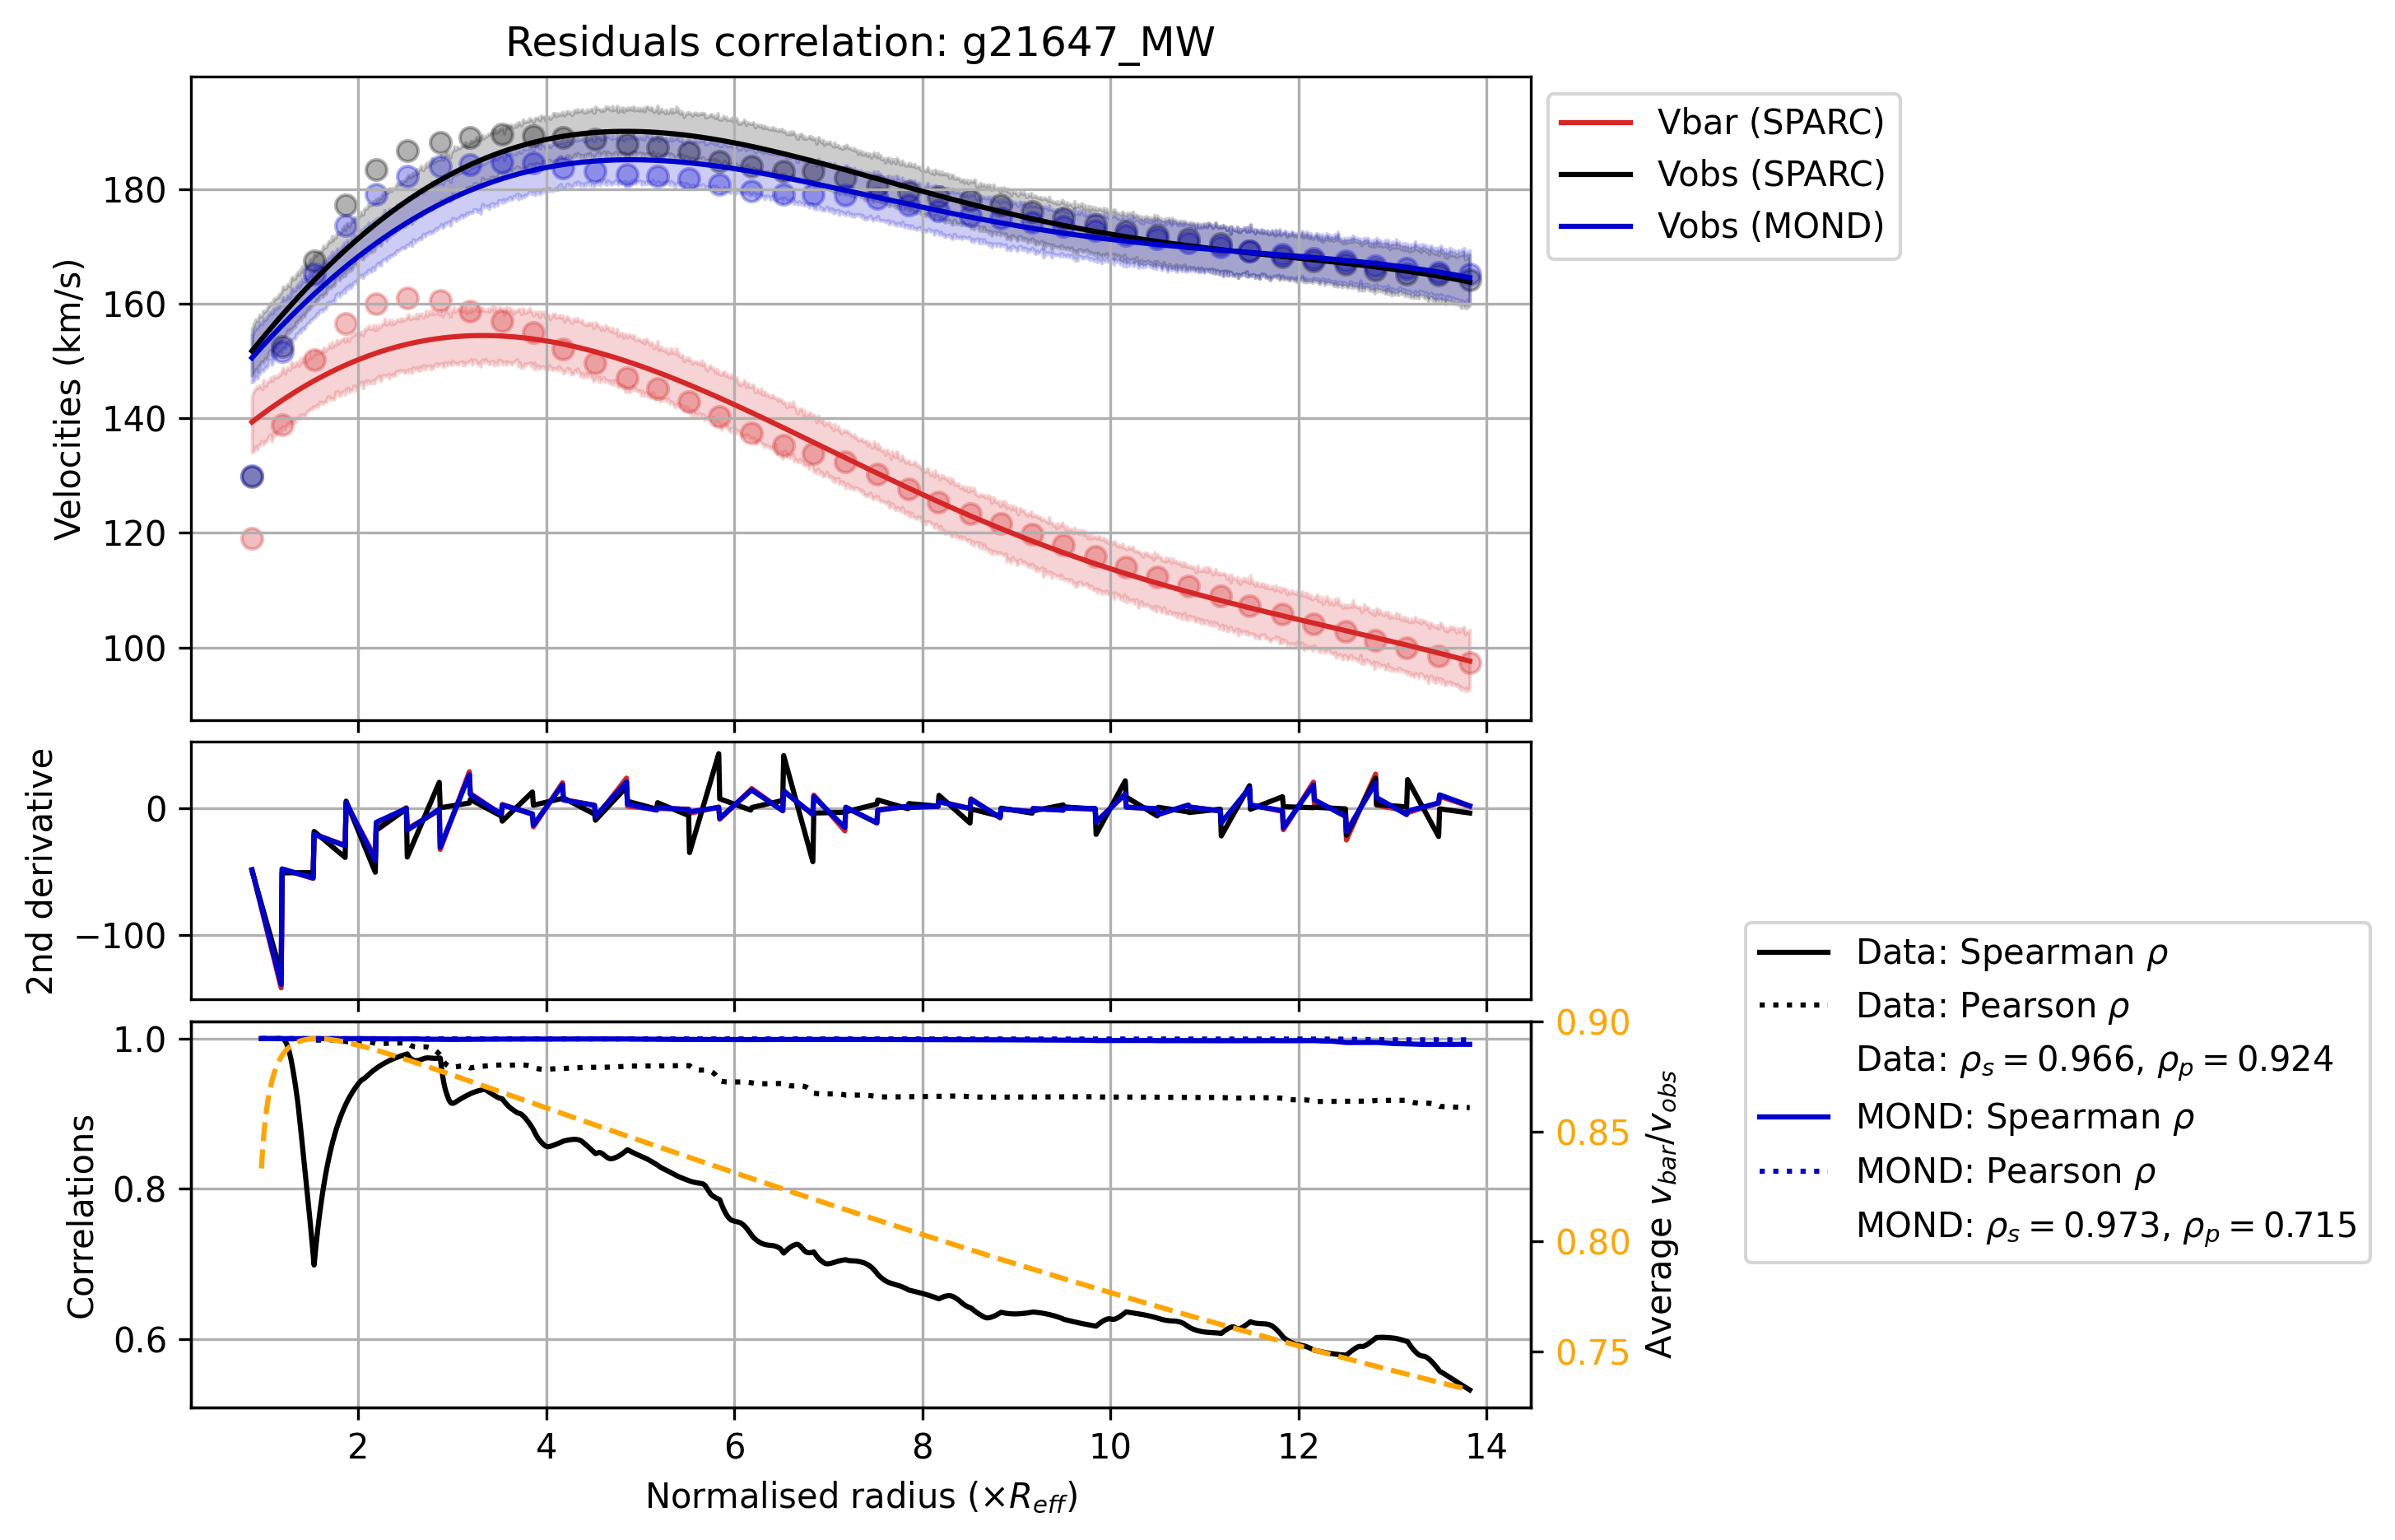 Residuals correlation: g21647_MW
Velocities (km/s)
180
160
140
120
100
Vbar (SPARC)
Vobs (SPARC)
Vobs (MOND)
2nd derivative
0
−100
Correlations
1.0
0.8
0.6
0.90
0.85
0.80
0.75
Average v_bar/v_obs
Data: Spearman ρ
Data: Pearson ρ
Data: ρ_s = 0.966, ρ_p = 0.924
MOND: Spearman ρ
MOND: Pearson ρ
MOND: ρ_s = 0.973, ρ_p = 0.715
2 4 6 8 10 12 14
Normalised radius (×R_eff)